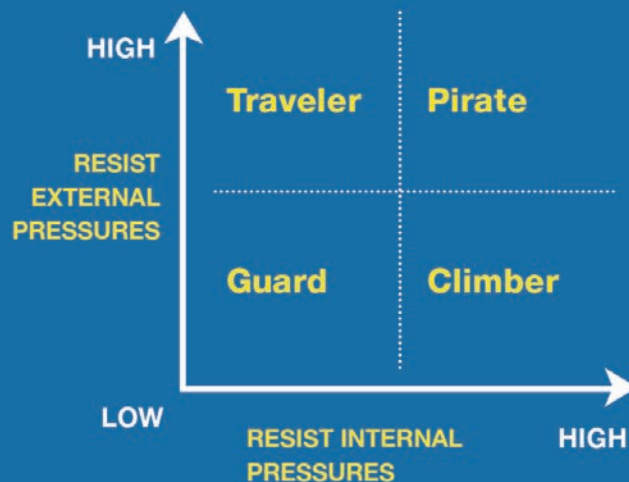 HIGH
Traveler
Pirate
RESIST
EXTERNAL
PRESSURES
Guard
Climber
LOW
RESIST INTERNAL
PRESSURES
HIGH